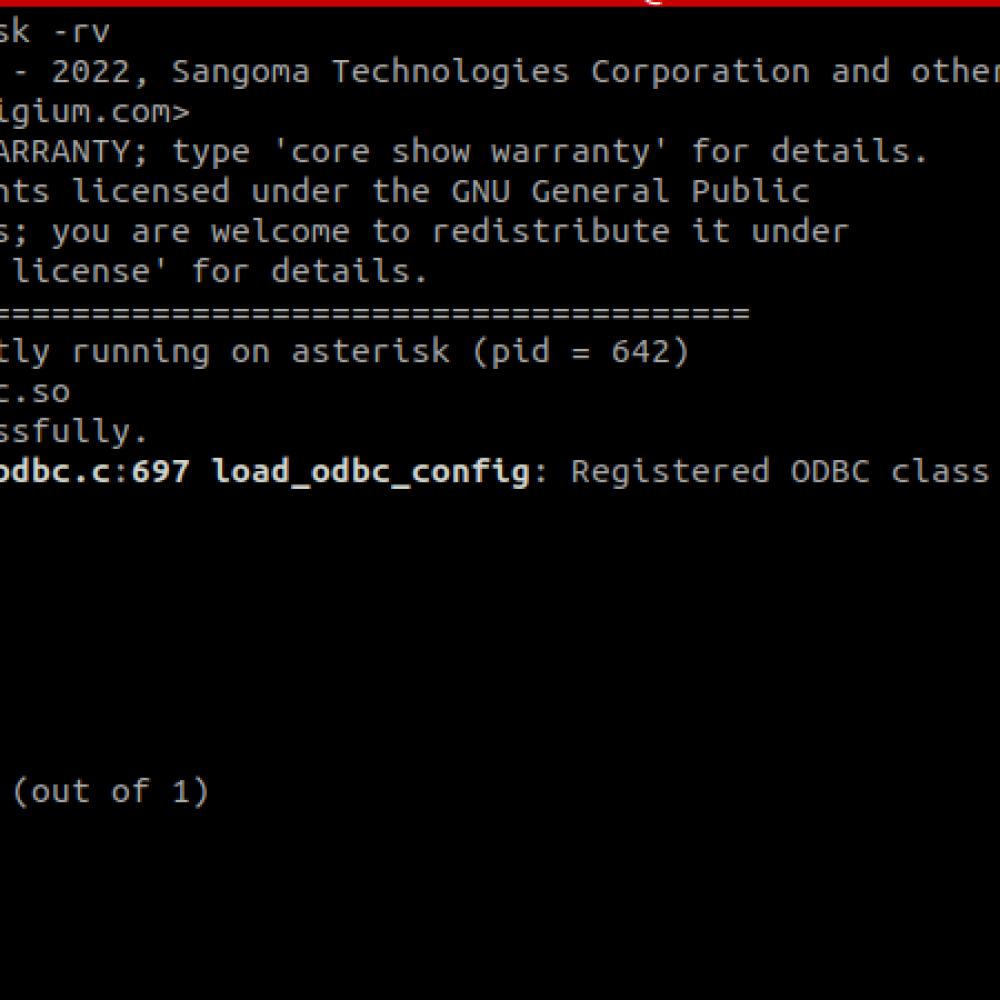 sk -rv
- 2022, Sangoma Technologies Corporation and other
igium.com>
ARRANTY; type 'core show warranty' for details.
nts licensed under the GNU General Public
s; you are welcome to redistribute it under
license' for details.
======================================
tly running on asterisk (pid = 642)
c.so
ssfully.
odbc.c:697 load_odbc_config: Registered ODBC class
(out of 1)